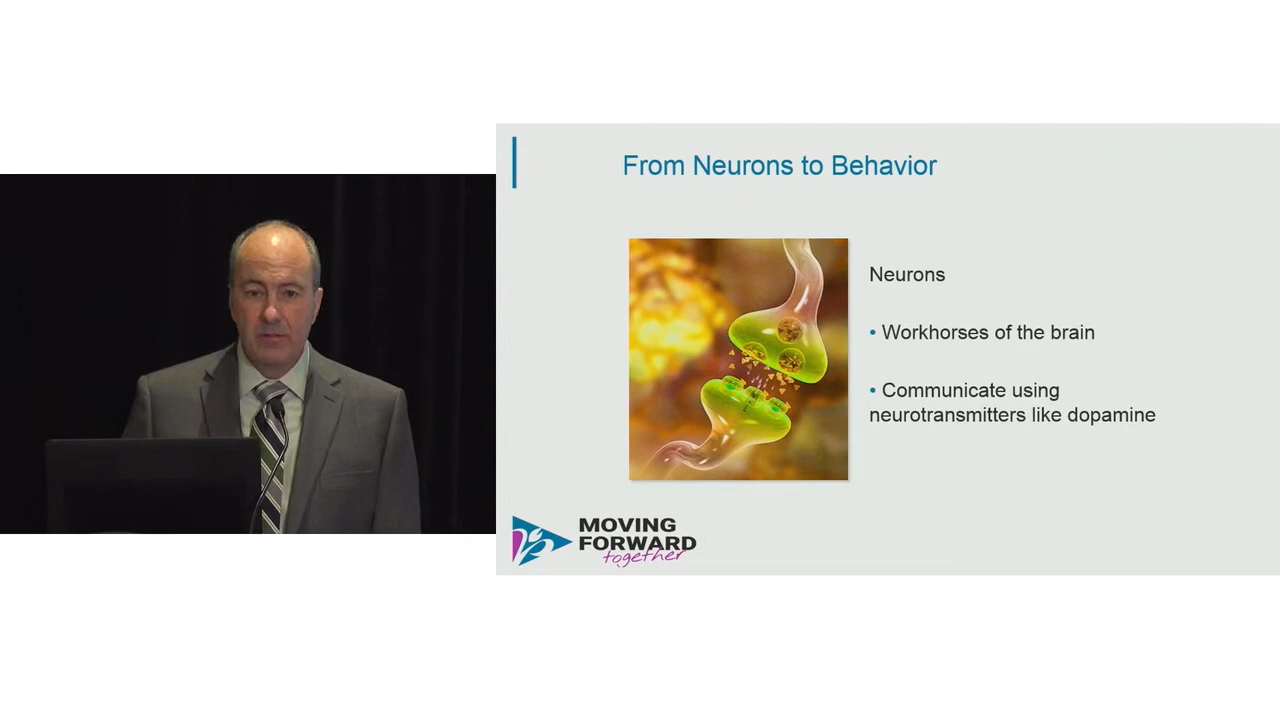 From Neurons to Behavior
Neurons
• Workhorses of the brain
• Communicate using
neurotransmitters like dopamine
MOVING
FORWARD
together